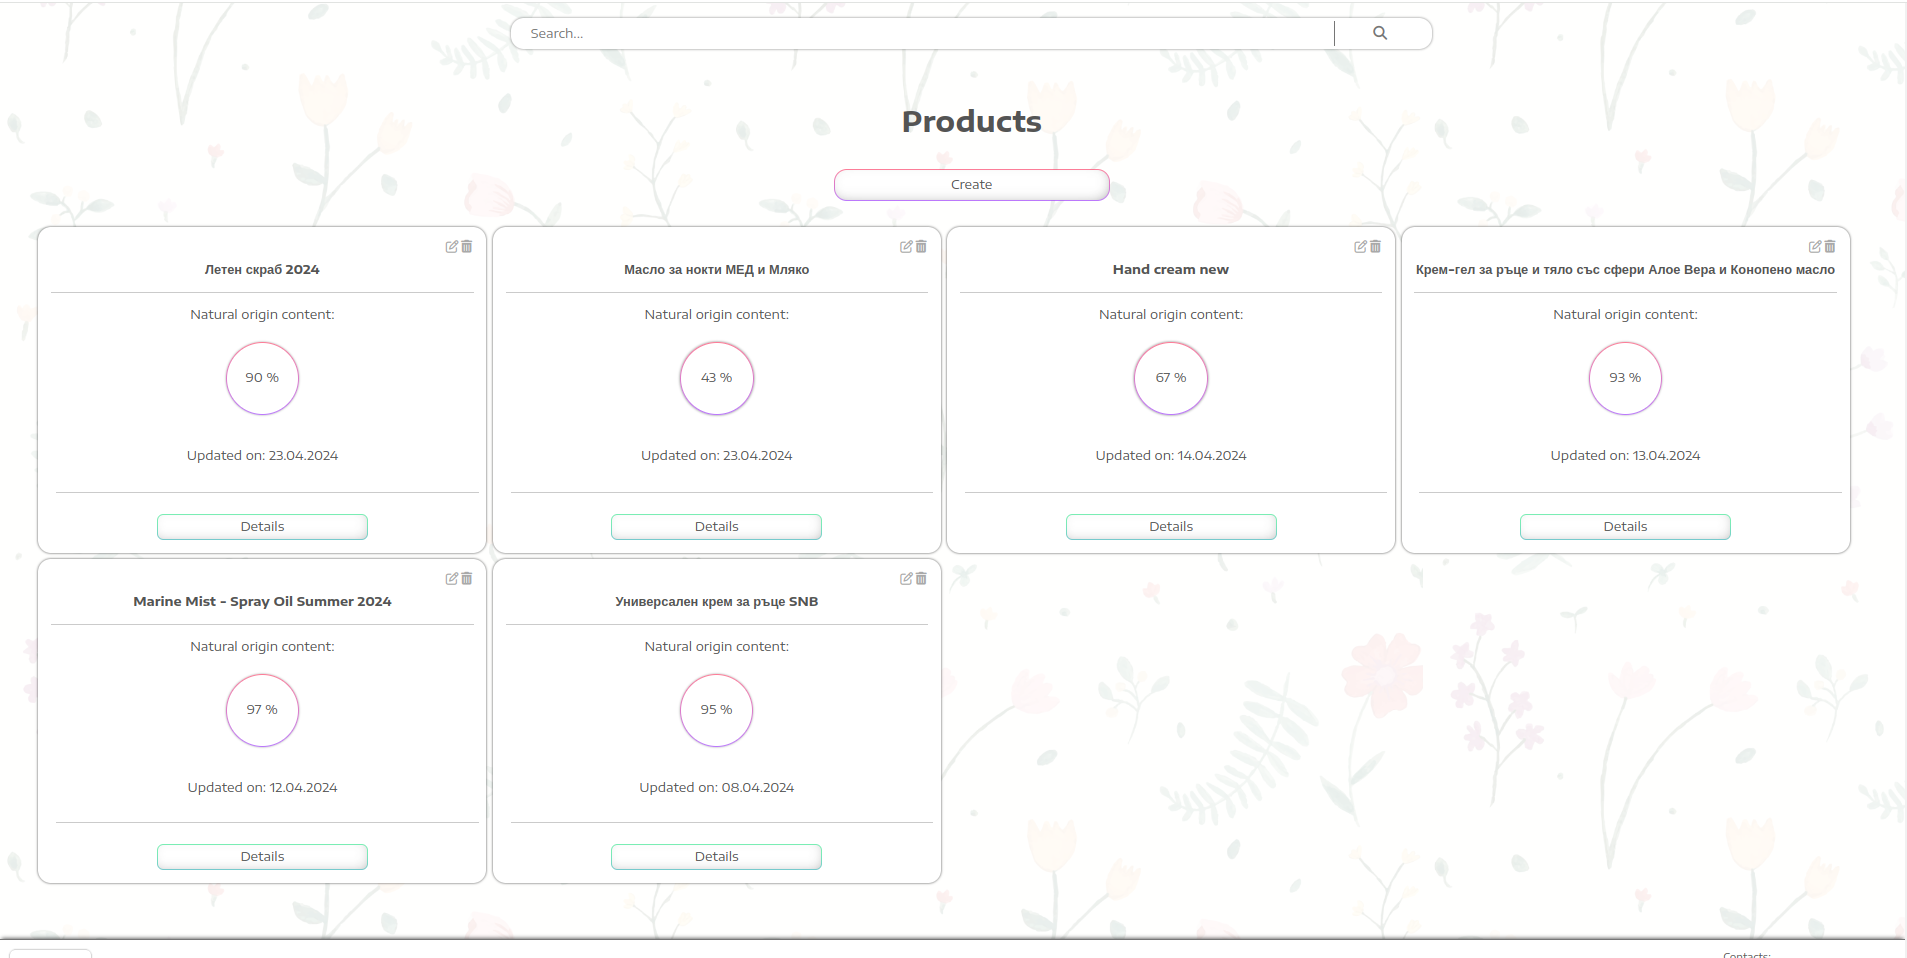 Search...
Products
Create
Летен скраб 2024
Natural origin content:
90 %
Updated on: 23.04.2024
Details
Масло за нокти МЕД и Мляко
Natural origin content:
43 %
Updated on: 23.04.2024
Details
Hand cream new
Natural origin content:
67 %
Updated on: 14.04.2024
Details
Крем-гел за ръце и тяло със сфери Алое Вера и Конопено масло
Natural origin content:
93 %
Updated on: 13.04.2024
Details
Marine Mist - Spray Oil Summer 2024
Natural origin content:
97 %
Updated on: 12.04.2024
Details
Универсален крем за ръце SNB
Natural origin content:
95 %
Updated on: 08.04.2024
Details
Contacts: